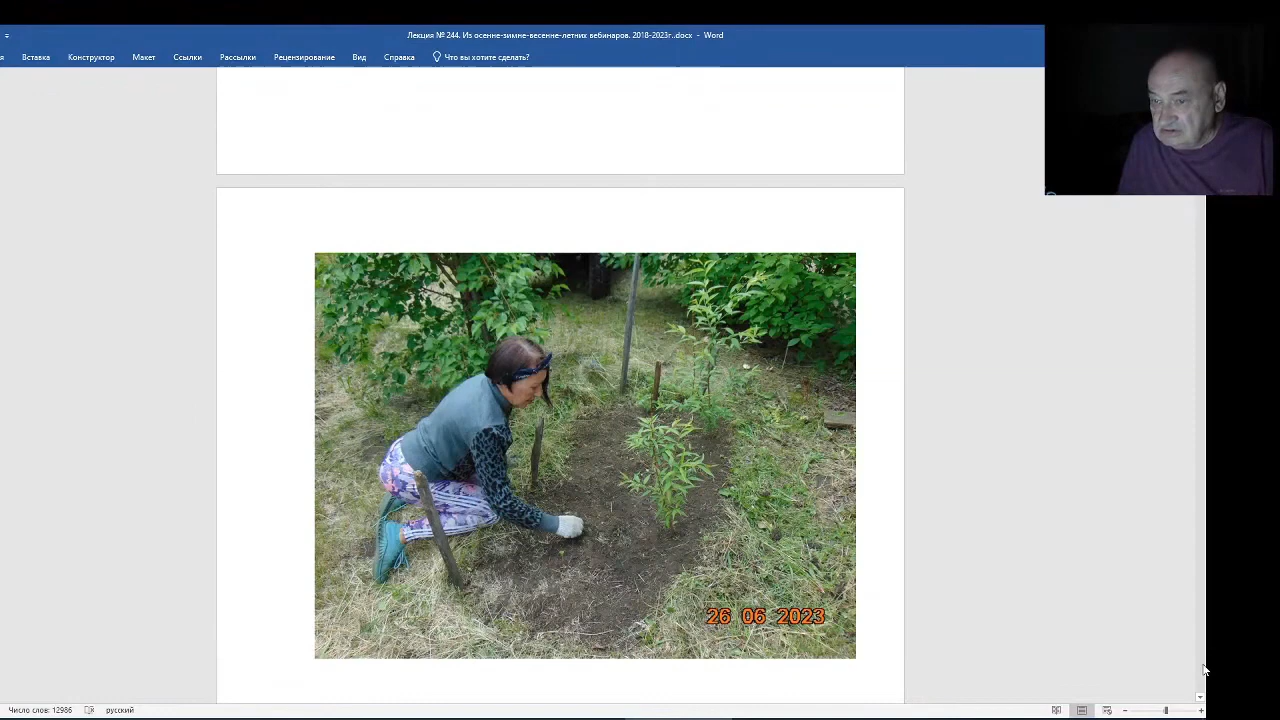 Лекция № 244. Из осенне-зимне-весенне-летних вебинаров. 2018-2023г..docx - Word
я Вставка Конструктор Макет Ссылки Рассылки Рецензирование Вид Справка Что вы хотите сделать?
26 06 2023
Число слов: 12986 русский